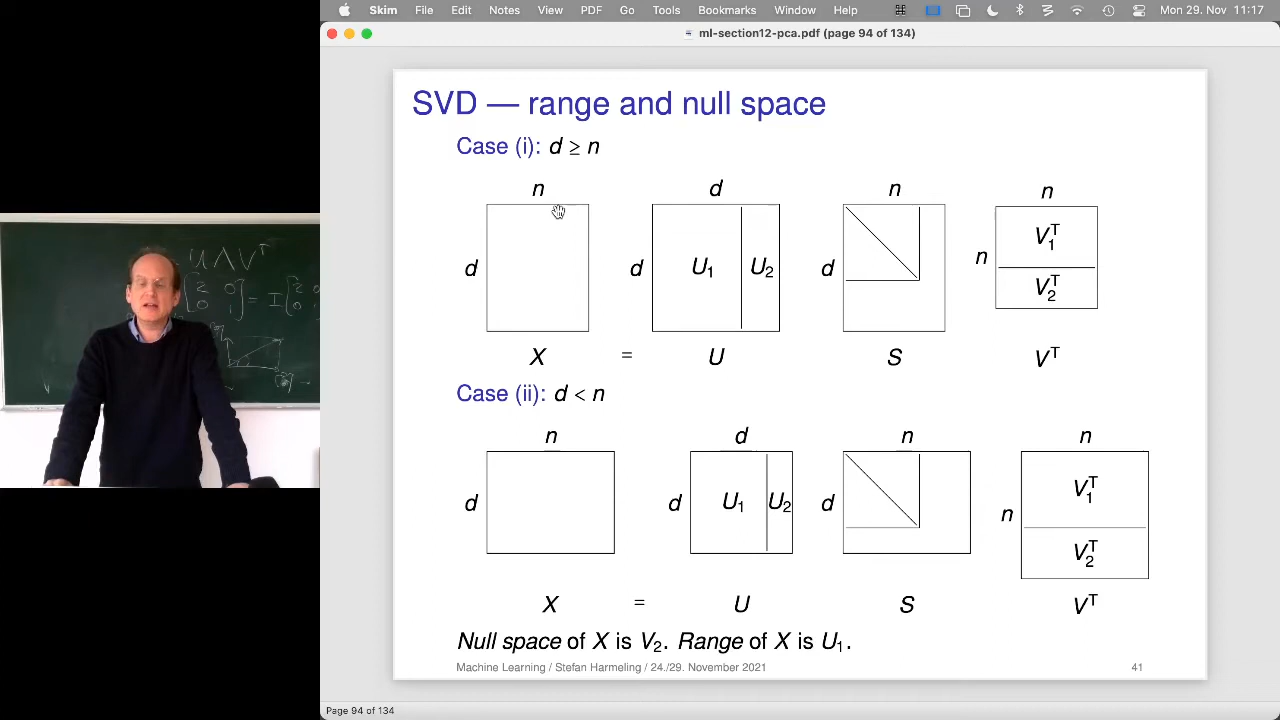 Skim File Edit Notes View PDF Go Tools Bookmarks Window Help Mon 29. Nov 11:17
ml-section12-pca.pdf (page 94 of 134)
SVD — range and null space
Case (i): d ≥ n
n d n n
d d d n
U₁ U₂ V₁ᵀ V₂ᵀ
X = U S Vᵀ
Case (ii): d < n
n d n n
d d d n
U₁ U₂ V₁ᵀ V₂ᵀ
X = U S Vᵀ
Null space of X is V₂. Range of X is U₁.
Machine Learning / Stefan Harmeling / 24./29. November 2021 41
Page 94 of 134
U Λ Vᵀ